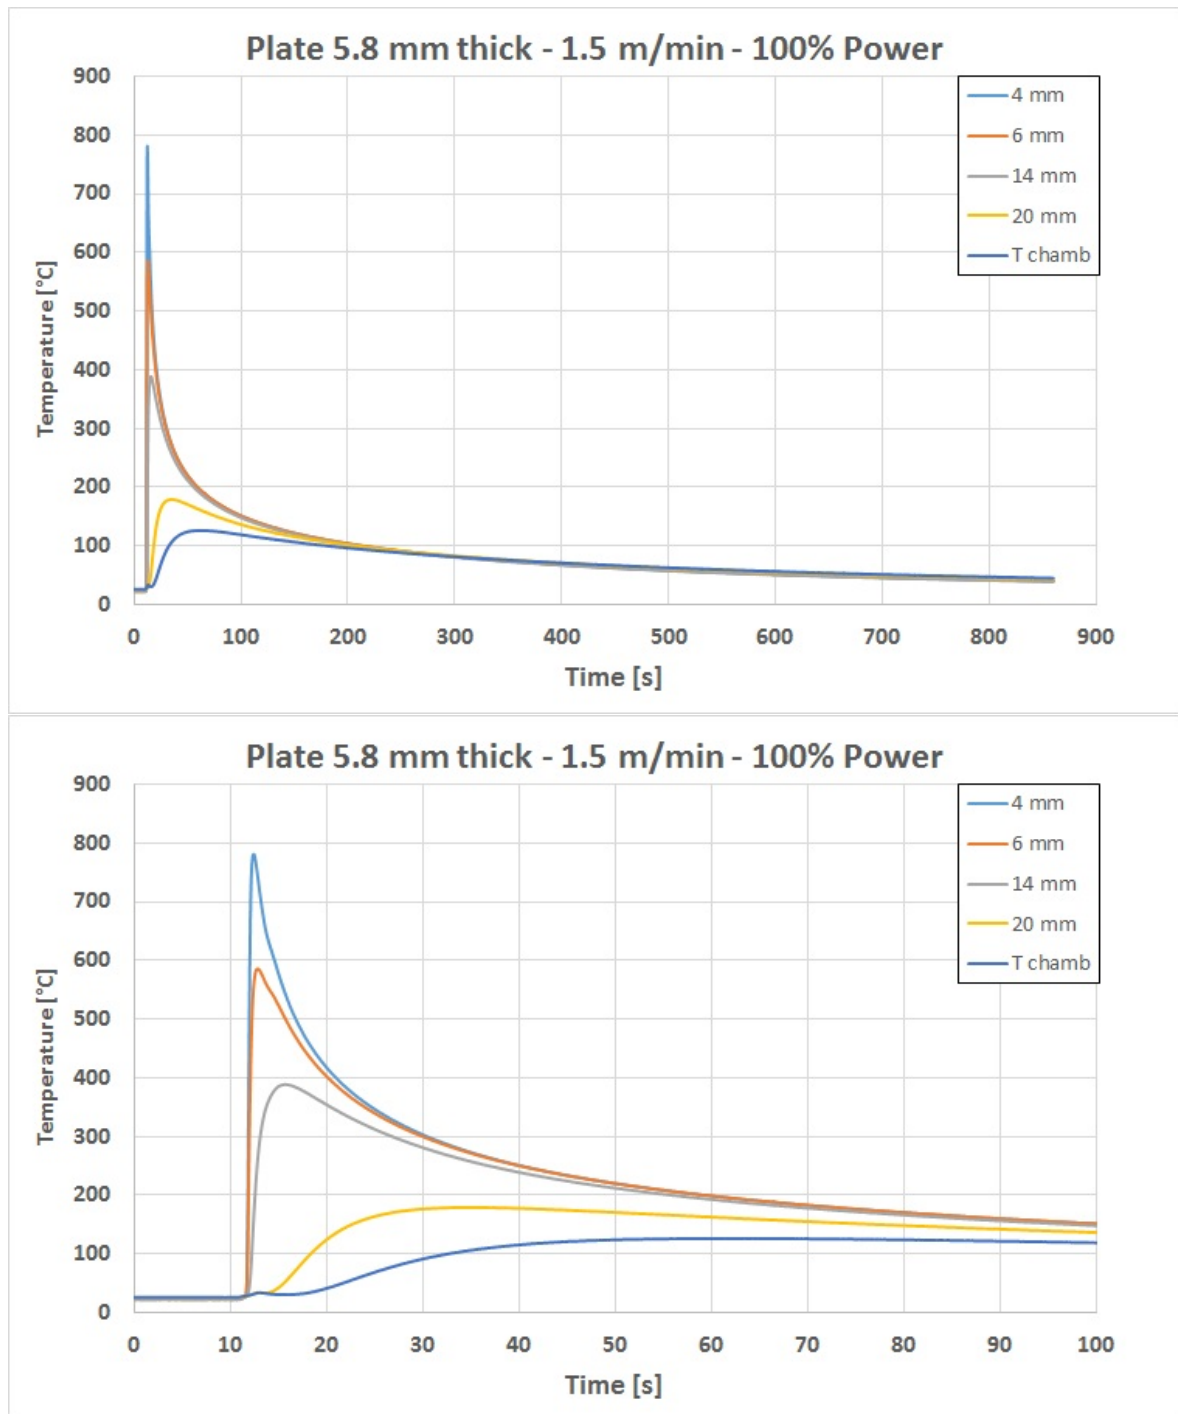 Plate 5.8 mm thick - 1.5 m/min - 100% Power
900
800
700
600
500
400
300
200
100
0
Temperature [°C]
0 100 200 300 400 500 600 700 800 900
Time [s]
4 mm
6 mm
14 mm
20 mm
T chamb
Plate 5.8 mm thick - 1.5 m/min - 100% Power
900
800
700
600
500
400
300
200
100
0
Temperature [°C]
0 10 20 30 40 50 60 70 80 90 100
Time [s]
4 mm
6 mm
14 mm
20 mm
T chamb